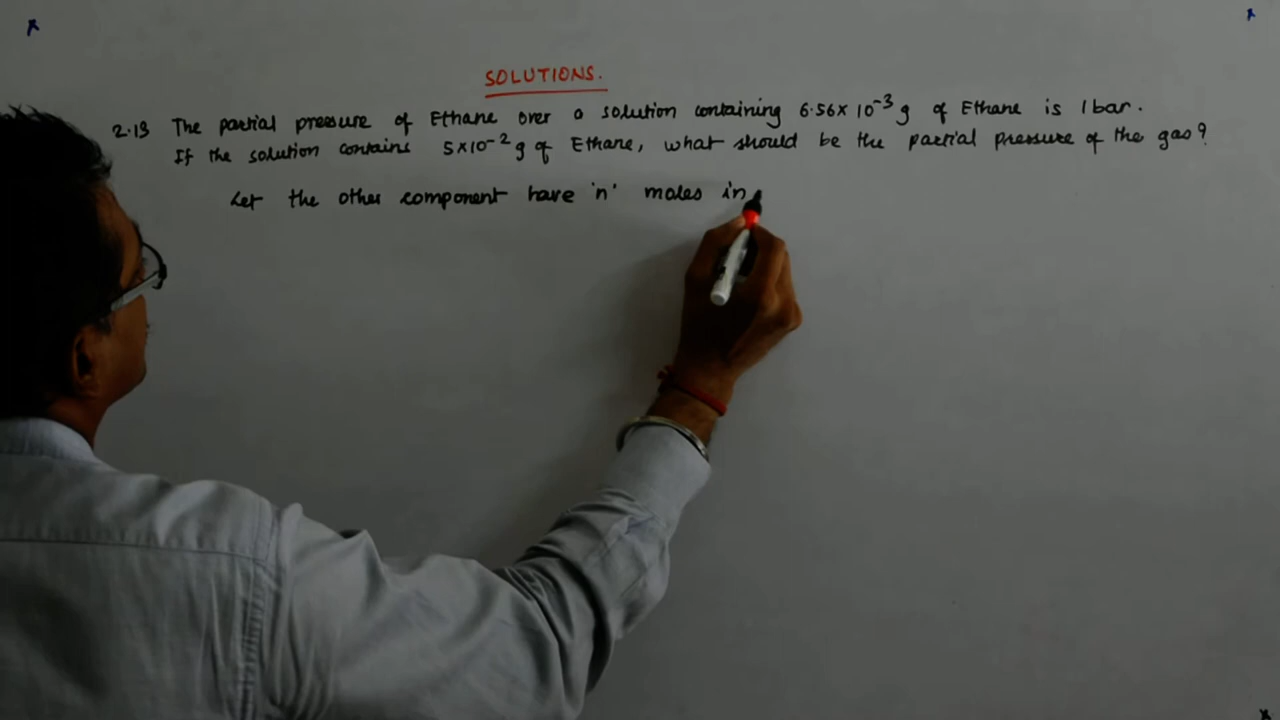 SOLUTIONS.
2.13 The partial pressure of Ethane over a solution containing 6.56 x 10⁻³ g of Ethane is 1 bar.
If the solution contains 5x10⁻² g of Ethane, what should be the partial pressure of the gas?
Let the other component have 'n' moles in